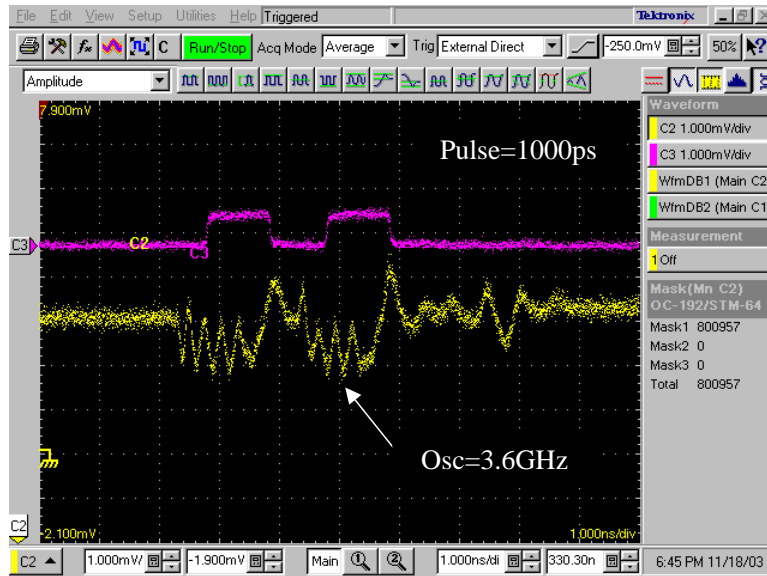 File Edit View Setup Utilities Help Triggered Tektronix
Run/Stop Acq Mode Average Trig External Direct -250.0mV 50%
Amplitude
7.900mV
Pulse=1000ps
C3
C2
C3
Osc=3.6GHz
C2
-2.100mV
1.000ns/div
Waveform
C2 1.000mV/div
C3 1.000mV/div
WfmDB1 (Main C2
WfmDB2 (Main C1
Measurement
1 Off
Mask(Mn C2)
OC-192/STM-64
Mask1 800957
Mask2 0
Mask3 0
Total 800957
C2 1.000mV/ -1.900mV Main 1 2 1.000ns/di 330.30n 6:45 PM 11/18/03